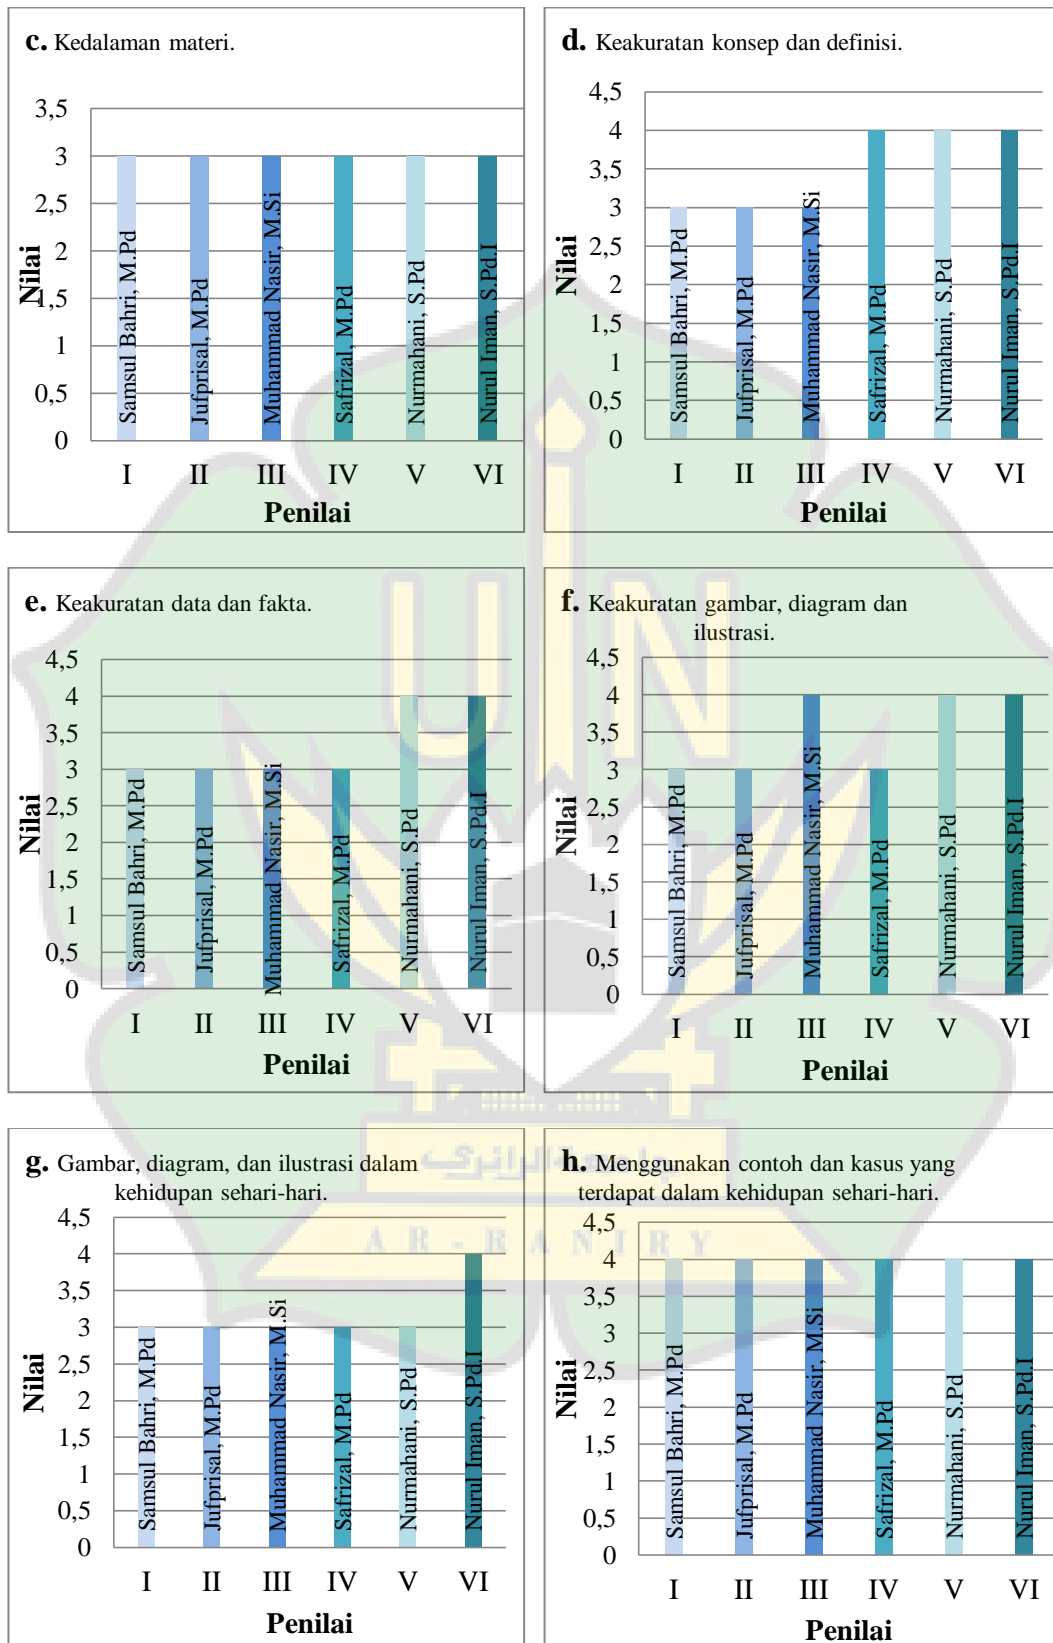 c. Kedalaman materi.
3,5
3
2,5
2
1,5
1
0,5
0
Nilai
Samsul Bahri, M.Pd
Jufprisal, M.Pd
Muhammad Nasir, M.Si
Safrizal, M.Pd
Nurmahani, S.Pd
Nurul Iman, S.Pd.I
I II III IV V VI
Penilai
d. Keakuratan konsep dan definisi.
4,5
4
3,5
3
2,5
2
1,5
1
0,5
0
Nilai
Samsul Bahri, M.Pd
Jufprisal, M.Pd
Muhammad Nasir, M.Si
Safrizal, M.Pd
Nurmahani, S.Pd
Nurul Iman, S.Pd.I
I II III IV V VI
Penilai
e. Keakuratan data dan fakta.
4,5
4
3,5
3
2,5
2
1,5
1
0,5
0
Nilai
Samsul Bahri, M.Pd
Jufprisal, M.Pd
Muhammad Nasir, M.Si
Safrizal, M.Pd
Nurmahani, S.Pd
Nurul Iman, S.Pd.I
I II III IV V VI
Penilai
f. Keakuratan gambar, diagram dan
ilustrasi.
4,5
4
3,5
3
2,5
2
1,5
1
0,5
0
Nilai
Samsul Bahri, M.Pd
Jufprisal, M.Pd
Muhammad Nasir, M.Si
Safrizal, M.Pd
Nurmahani, S.Pd
Nurul Iman, S.Pd.I
I II III IV V VI
Penilai
g. Gambar, diagram, dan ilustrasi dalam
kehidupan sehari-hari.
4,5
4
3,5
3
2,5
2
1,5
1
0,5
0
Nilai
Samsul Bahri, M.Pd
Jufprisal, M.Pd
Muhammad Nasir, M.Si
Safrizal, M.Pd
Nurmahani, S.Pd
Nurul Iman, S.Pd.I
I II III IV V VI
Penilai
h. Menggunakan contoh dan kasus yang
terdapat dalam kehidupan sehari-hari.
4,5
4
3,5
3
2,5
2
1,5
1
0,5
0
Nilai
Samsul Bahri, M.Pd
Jufprisal, M.Pd
Muhammad Nasir, M.Si
Safrizal, M.Pd
Nurmahani, S.Pd
Nurul Iman, S.Pd.I
I II III IV V VI
Penilai
UIN
جامعة الرانري
AR-RANIRY